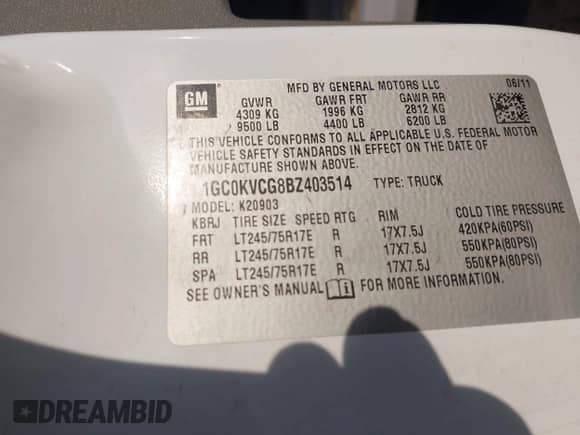 GM
MFD BY GENERAL MOTORS LLC 06/11
GVWR GAWR FRT GAWR RR
4309 KG 1996 KG 2812 KG
9500 LB 4400 LB 6200 LB
THIS VEHICLE CONFORMS TO ALL APPLICABLE U.S. FEDERAL MOTOR
VEHICLE SAFETY STANDARDS IN EFFECT ON THE DATE OF
MANUFACTURE SHOWN ABOVE.
1GC0KVCG8BZ403514 TYPE: TRUCK
MODEL: K20903
KBRJ TIRE SIZE SPEED RTG RIM COLD TIRE PRESSURE
FRT LT245/75R17E R 17X7.5J 420KPA(60PSI)
RR LT245/75R17E R 17X7.5J 550KPA(80PSI)
SPA LT245/75R17E R 17X7.5J 550KPA(80PSI)
SEE OWNER'S MANUAL FOR MORE INFORMATION.
DREAMBID